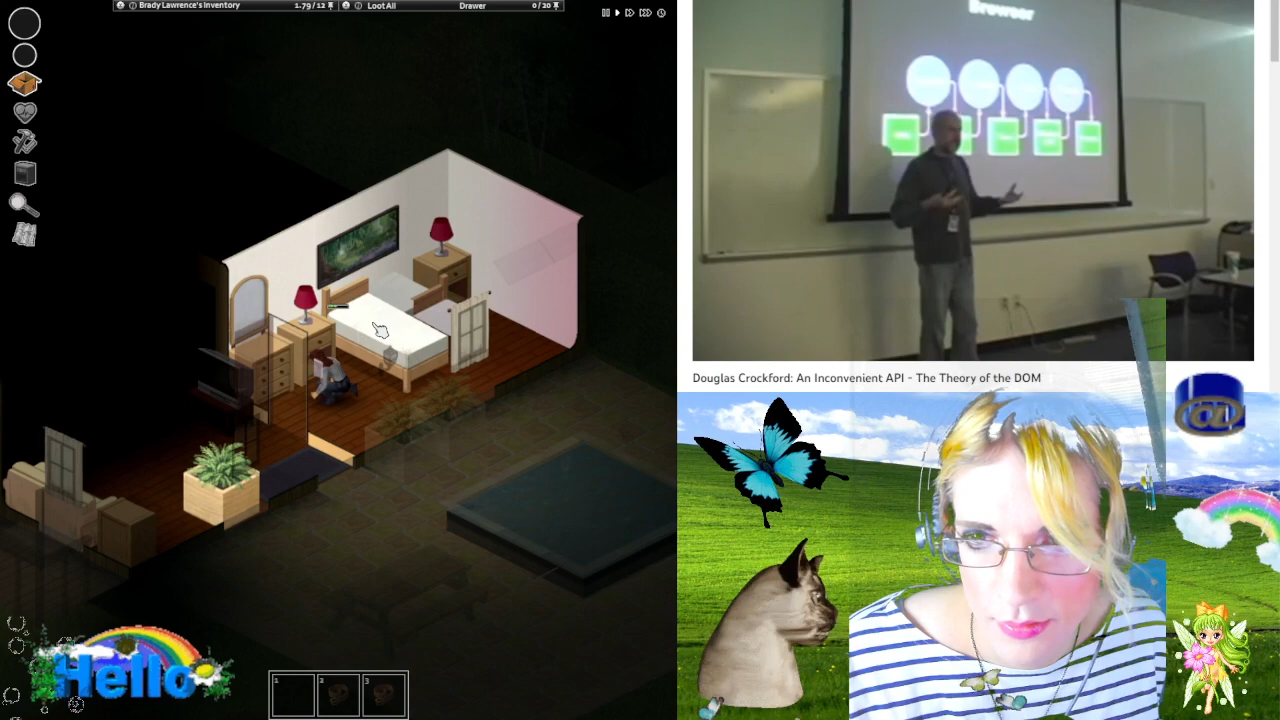 Brady Lawrence's Inventory 1.79 / 12 Loot All Drawer 0 / 20
Browser
Douglas Crockford: An Inconvenient API - The Theory of the DOM
@
Hello
1 2 3